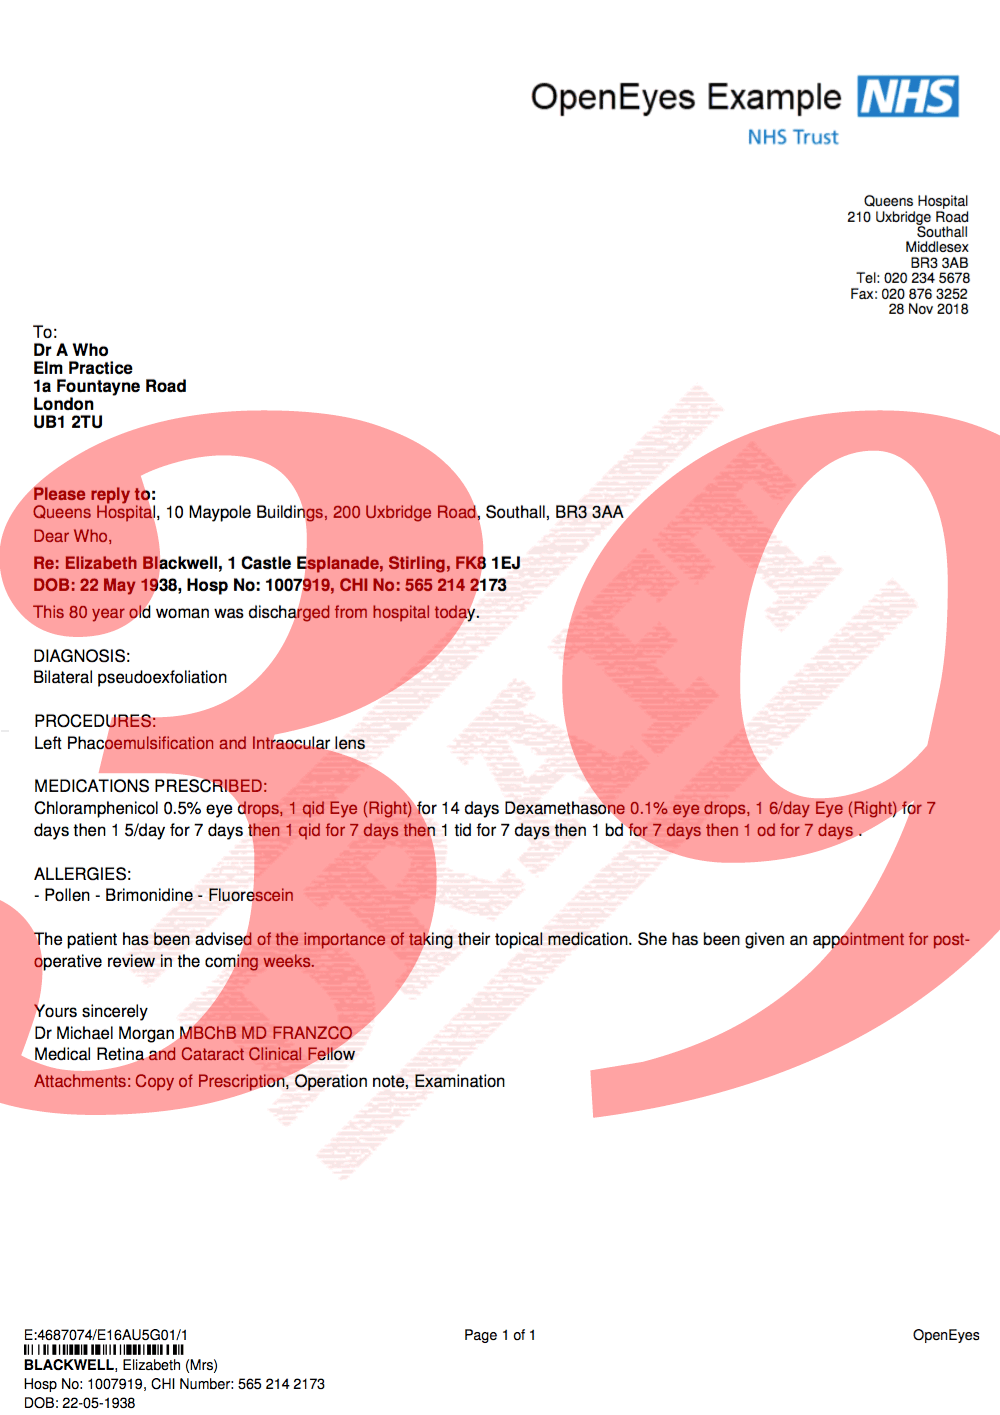 OpenEyes Example NHS
NHS Trust
Queens Hospital
210 Uxbridge Road
Southall
Middlesex
BR3 3AB
Tel: 020 234 5678
Fax: 020 876 3252
28 Nov 2018
To:
Dr A Who
Elm Practice
1a Fountayne Road
London
UB1 2TU
39
DRAFT
Please reply to:
Queens Hospital, 10 Maypole Buildings, 200 Uxbridge Road, Southall, BR3 3AA
Dear Who,
Re: Elizabeth Blackwell, 1 Castle Esplanade, Stirling, FK8 1EJ
DOB: 22 May 1938, Hosp No: 1007919, CHI No: 565 214 2173
This 80 year old woman was discharged from hospital today.
DIAGNOSIS:
Bilateral pseudoexfoliation
PROCEDURES:
Left Phacoemulsification and Intraocular lens
MEDICATIONS PRESCRIBED:
Chloramphenicol 0.5% eye drops, 1 qid Eye (Right) for 14 days Dexamethasone 0.1% eye drops, 1 6/day Eye (Right) for 7
days then 1 5/day for 7 days then 1 qid for 7 days then 1 tid for 7 days then 1 bd for 7 days then 1 od for 7 days .
ALLERGIES:
- Pollen - Brimonidine - Fluorescein
The patient has been advised of the importance of taking their topical medication. She has been given an appointment for post-
operative review in the coming weeks.
Yours sincerely
Dr Michael Morgan MBChB MD FRANZCO
Medical Retina and Cataract Clinical Fellow
Attachments: Copy of Prescription, Operation note, Examination
E:4687074/E16AU5G01/1
Page 1 of 1
OpenEyes
BLACKWELL, Elizabeth (Mrs)
Hosp No: 1007919, CHI Number: 565 214 2173
DOB: 22-05-1938